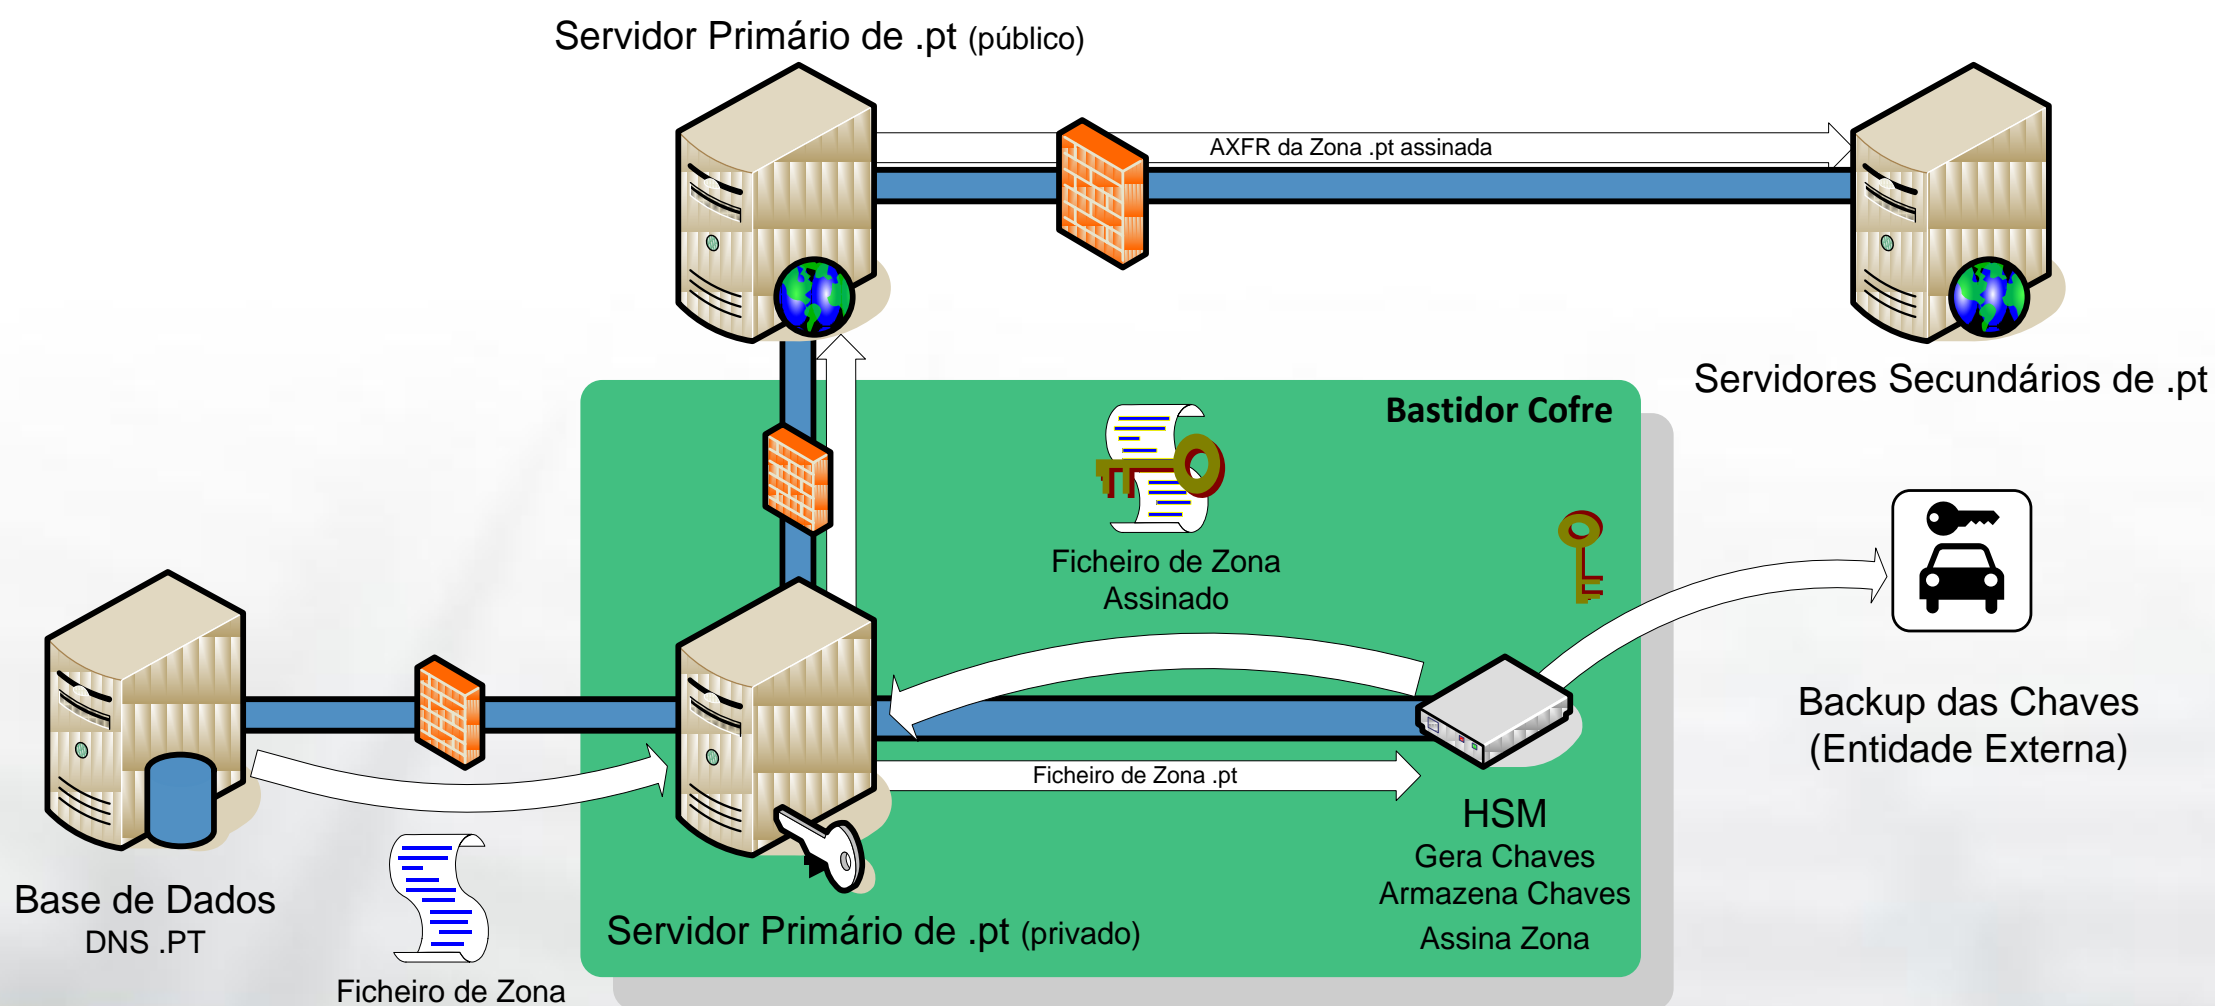 Servidor Primário de .pt (público)
AXFR da Zona .pt assinada
Servidores Secundários de .pt
Bastidor Cofre
Ficheiro de Zona
Assinado
Backup das Chaves
(Entidade Externa)
Ficheiro de Zona .pt
HSM
Gera Chaves
Armazena Chaves
Assina Zona
Base de Dados
DNS .PT
Servidor Primário de .pt (privado)
Ficheiro de Zona